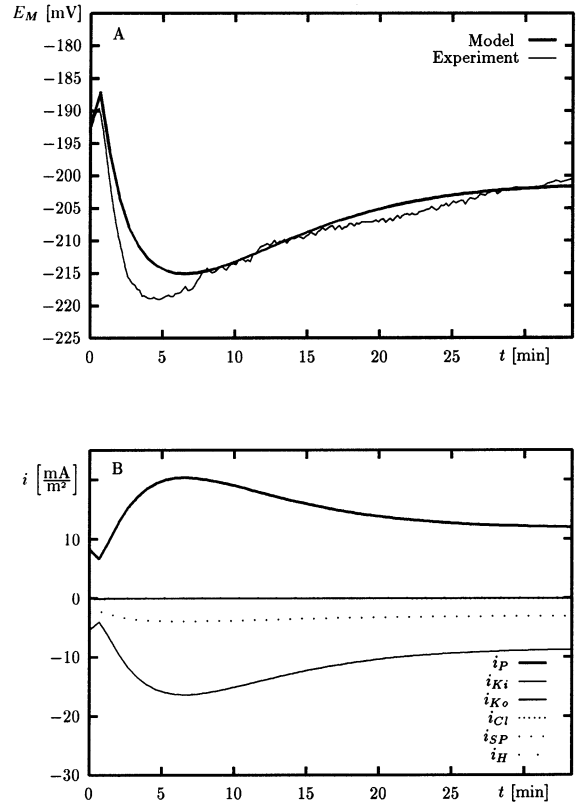 E_M [mV]
A
Model
Experiment
−180
−185
−190
−195
−200
−205
−210
−215
−220
−225
0 5 10 15 20 25 t [min]
B
i [mA/m²]
10
0
−10
−20
−30
i_P
i_Ki
i_Ko
i_Cl
i_SP
i_H
0 5 10 15 20 25 t [min]